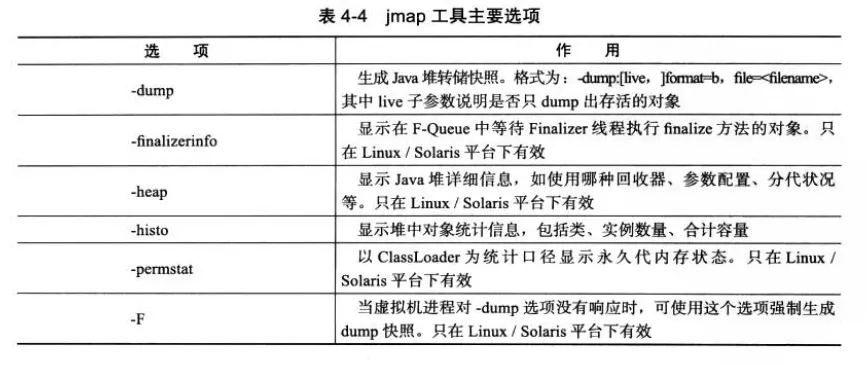 表 4-4 jmap 工具主要选项
选 项
作 用
-dump
生成 Java 堆转储快照。格式为：-dump:[live, ]format=b, file=<filename>,
其中 live 子参数说明是否只 dump 出存活的对象
-finalizerinfo
显示在 F-Queue 中等待 Finalizer 线程执行 finalize 方法的对象。只
在 Linux / Solaris 平台下有效
-heap
显示 Java 堆详细信息，如使用哪种回收器、参数配置、分代状况
等。只在 Linux / Solaris 平台下有效
-histo
显示堆中对象统计信息，包括类、实例数量、合计容量
-permstat
以 ClassLoader 为统计口径显示永久代内存状态。只在 Linux /
Solaris 平台下有效
-F
当虚拟机进程对 -dump 选项没有响应时，可使用这个选项强制生成
dump 快照。只在 Linux / Solaris 平台下有效